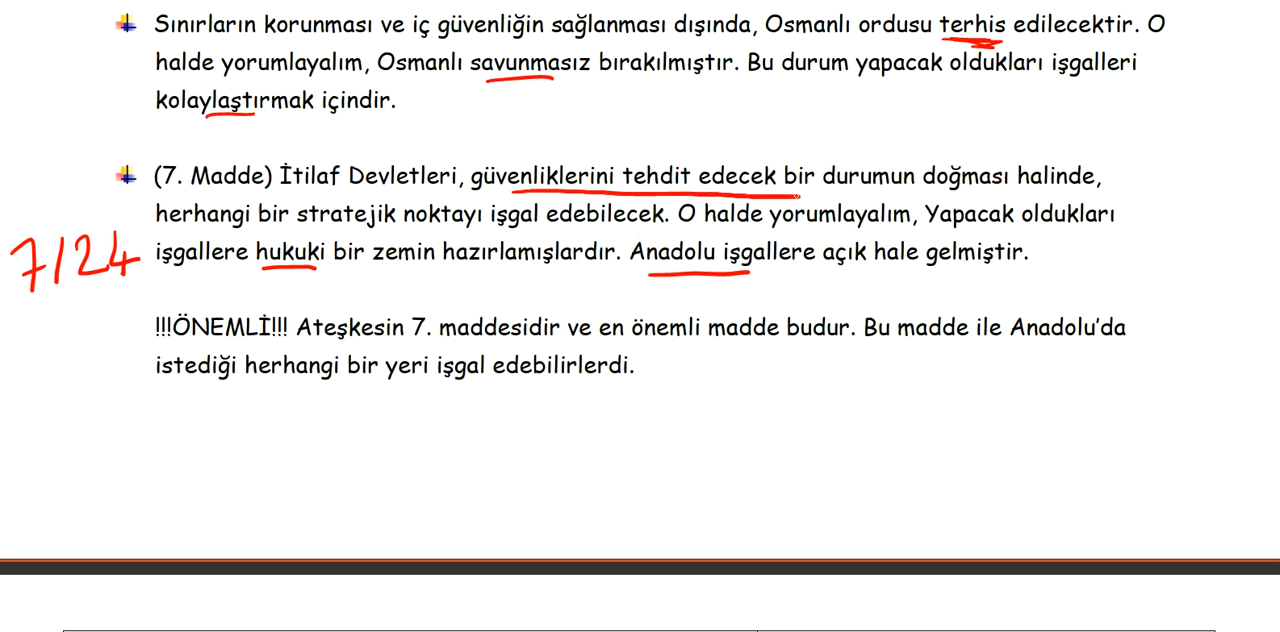 Sınırların korunması ve iç güvenliğin sağlanması dışında, Osmanlı ordusu terhis edilecektir. O
halde yorumlayalım, Osmanlı savunmasız bırakılmıştır. Bu durum yapacak oldukları işgalleri
kolaylaştırmak içindir.
(7. Madde) İtilaf Devletleri, güvenliklerini tehdit edecek bir durumun doğması halinde,
herhangi bir stratejik noktayı işgal edebilecek. O halde yorumlayalım, Yapacak oldukları
7/24 işgallere hukuki bir zemin hazırlamışlardır. Anadolu işgallere açık hale gelmiştir.
!!!ÖNEMLİ!!! Ateşkesin 7. maddesidir ve en önemli madde budur. Bu madde ile Anadolu’da
istediği herhangi bir yeri işgal edebilirlerdi.